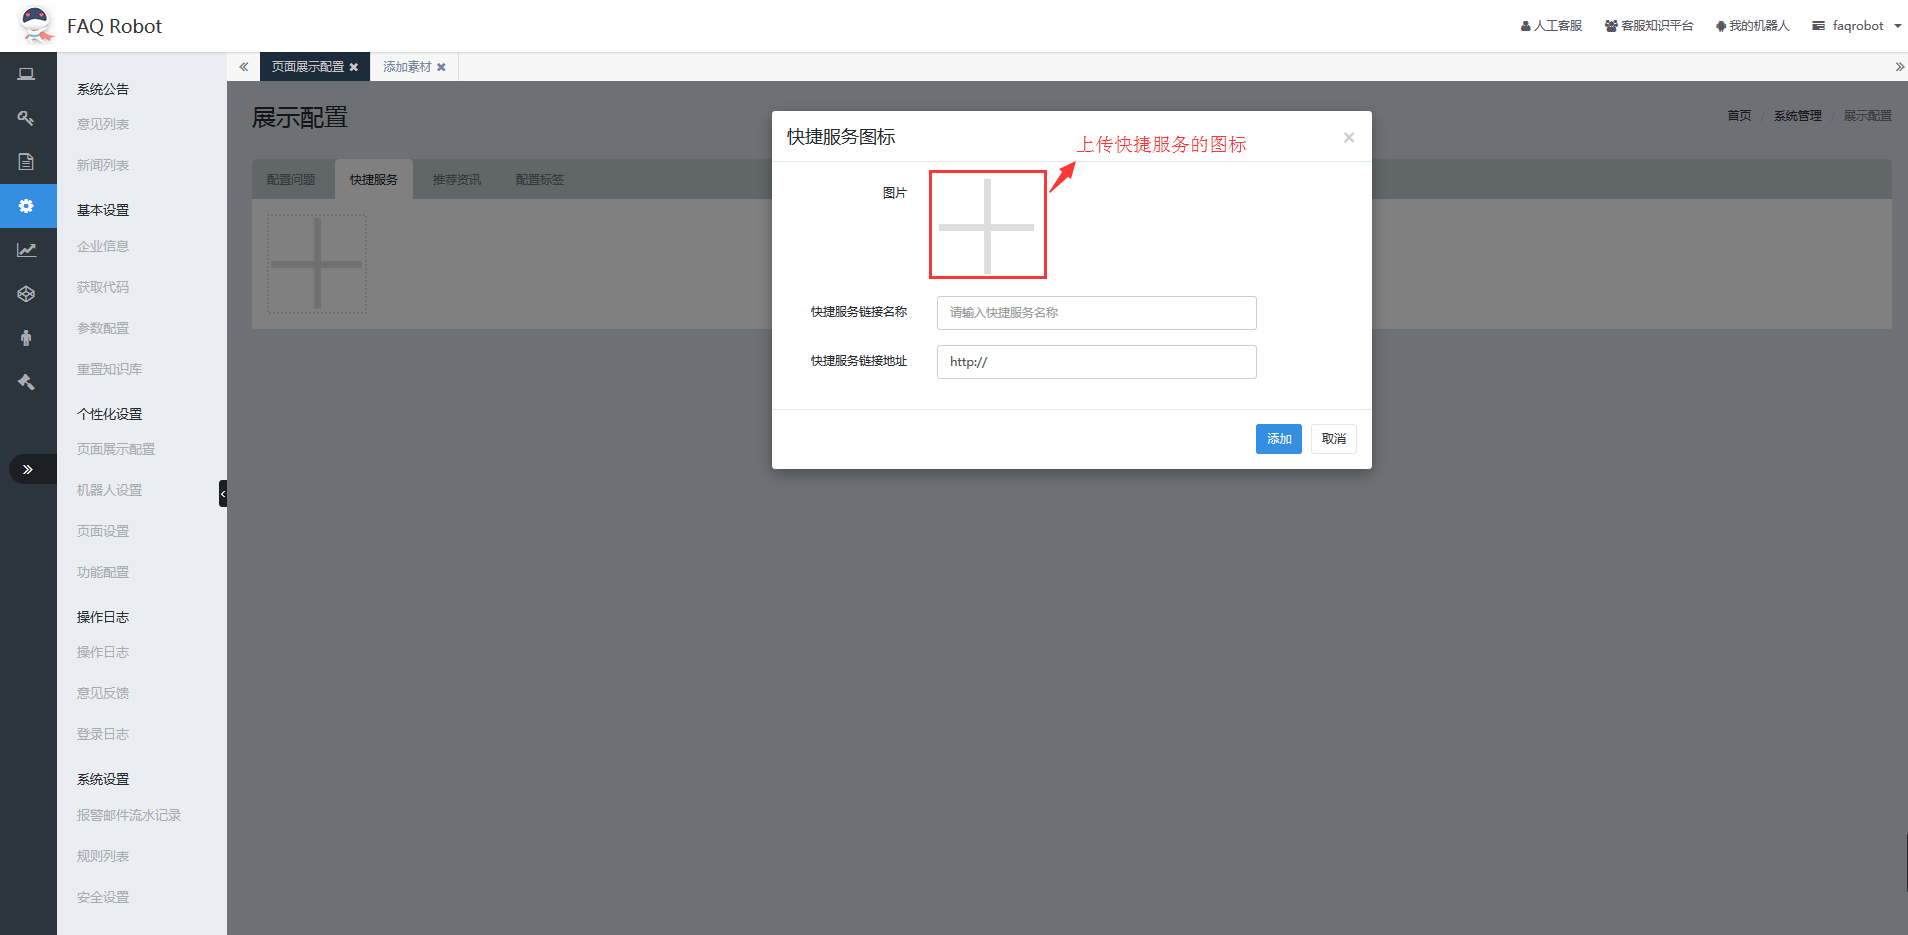 FAQ Robot
人工客服 客服知识平台 我的机器人 faqrobot
页面展示配置 添加素材
系统公告
意见列表
新闻列表
基本设置
企业信息
获取代码
参数配置
重置知识库
个性化设置
页面展示配置
机器人设置
页面设置
功能配置
操作日志
操作日志
意见反馈
登录日志
系统设置
报警邮件流水记录
规则列表
安全设置
展示配置
首页 / 系统管理 / 展示配置
配置问题 快捷服务 推荐资讯 配置标签
快捷服务图标
×
上传快捷服务的图标
图片
快捷服务链接名称 请输入快捷服务名称
快捷服务链接地址 http://
添加 取消